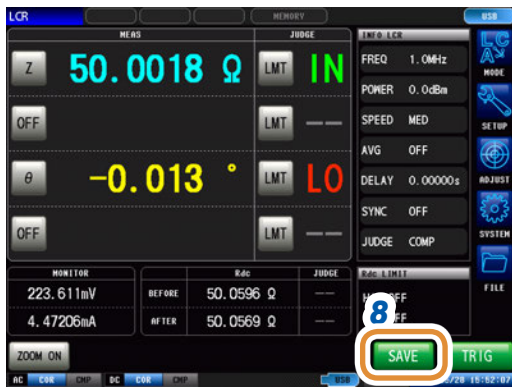 LCR MEMORY USB
MEAS JUDGE INFO LCR
Z 50.0018 Ω LMT IN
FREQ 1.0MHz
MODE
POWER 0.0dBm
OFF LMT --
SPEED MED
SETUP
AVG OFF
θ -0.013 ° LMT LO
DELAY 0.00000s
ADJUST
SYNC OFF
OFF LMT --
JUDGE COMP
SYSTEM
MONITOR Rdc JUDGE Rdc LIMIT
223.611mV BEFORE 50.0596 Ω --
FILE
4.47206mA AFTER 50.0569 Ω --
8
ZOOM ON SAVE TRIG
AC COR CMP DC COR CMP USB 15:52:07